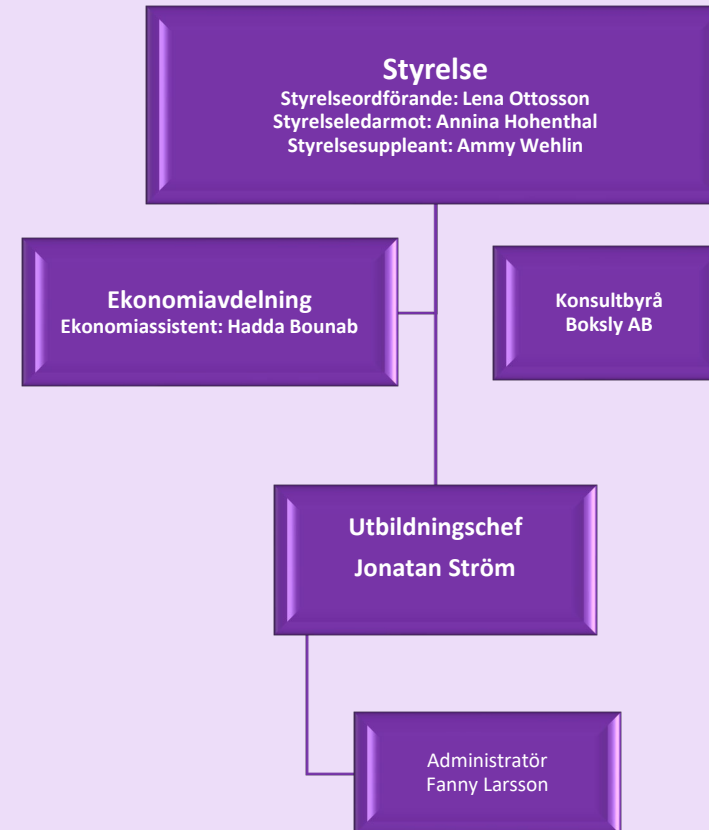 Styrelse
Styrelseordförande: Lena Ottosson
Styrelseledarmot: Annina Hohenthal
Styrelsesuppleant: Ammy Wehlin
Ekonomiavdelning
Ekonomiassistent: Hadda Bounab
Konsultbyrå
Boksly AB
Utbildningschef
Jonatan Ström
Administratör
Fanny Larsson